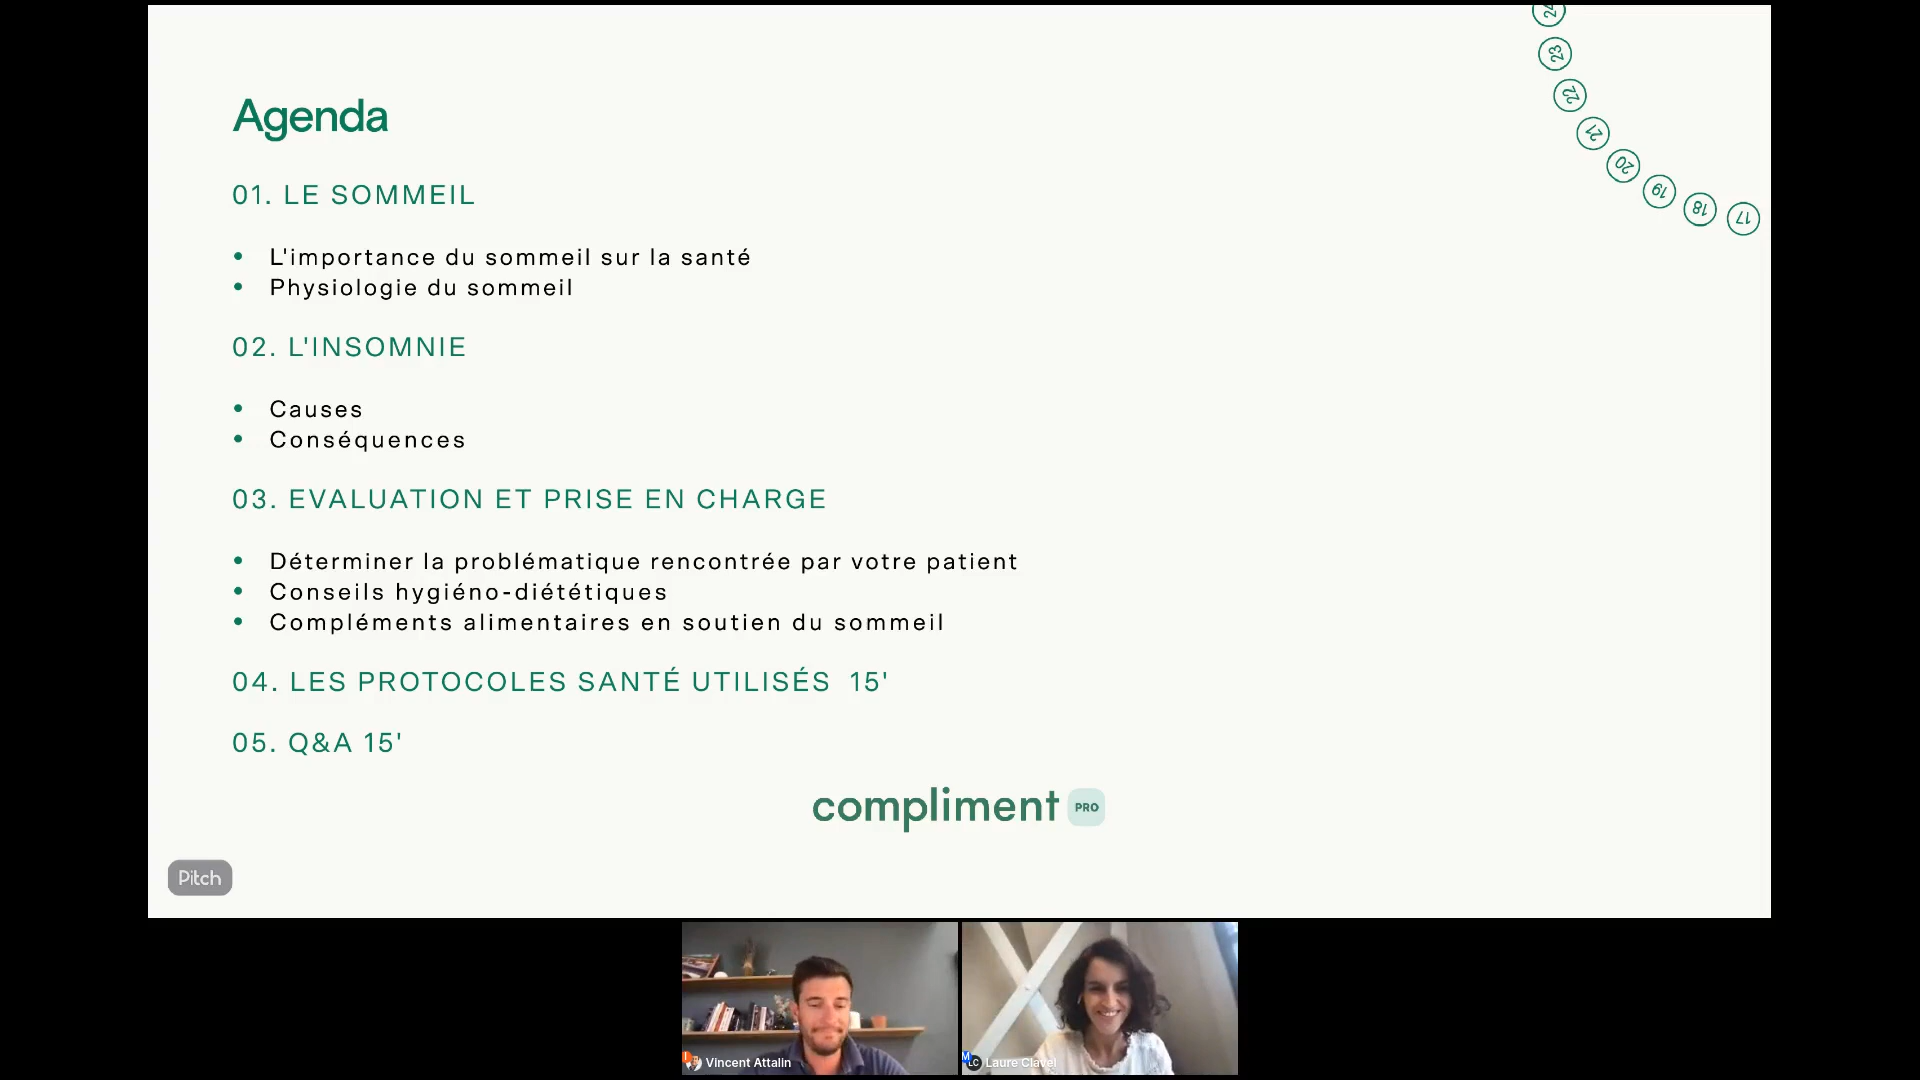 24
23
22
21
20
19
18
17
Agenda
01. LE SOMMEIL
• L'importance du sommeil sur la santé
• Physiologie du sommeil
02. L'INSOMNIE
• Causes
• Conséquences
03. EVALUATION ET PRISE EN CHARGE
• Déterminer la problématique rencontrée par votre patient
• Conseils hygiéno-diététiques
• Compléments alimentaires en soutien du sommeil
04. LES PROTOCOLES SANTÉ UTILISÉS 15'
05. Q&A 15'
compliment PRO
Pitch
Vincent Attalin
M LC Laure Clavel